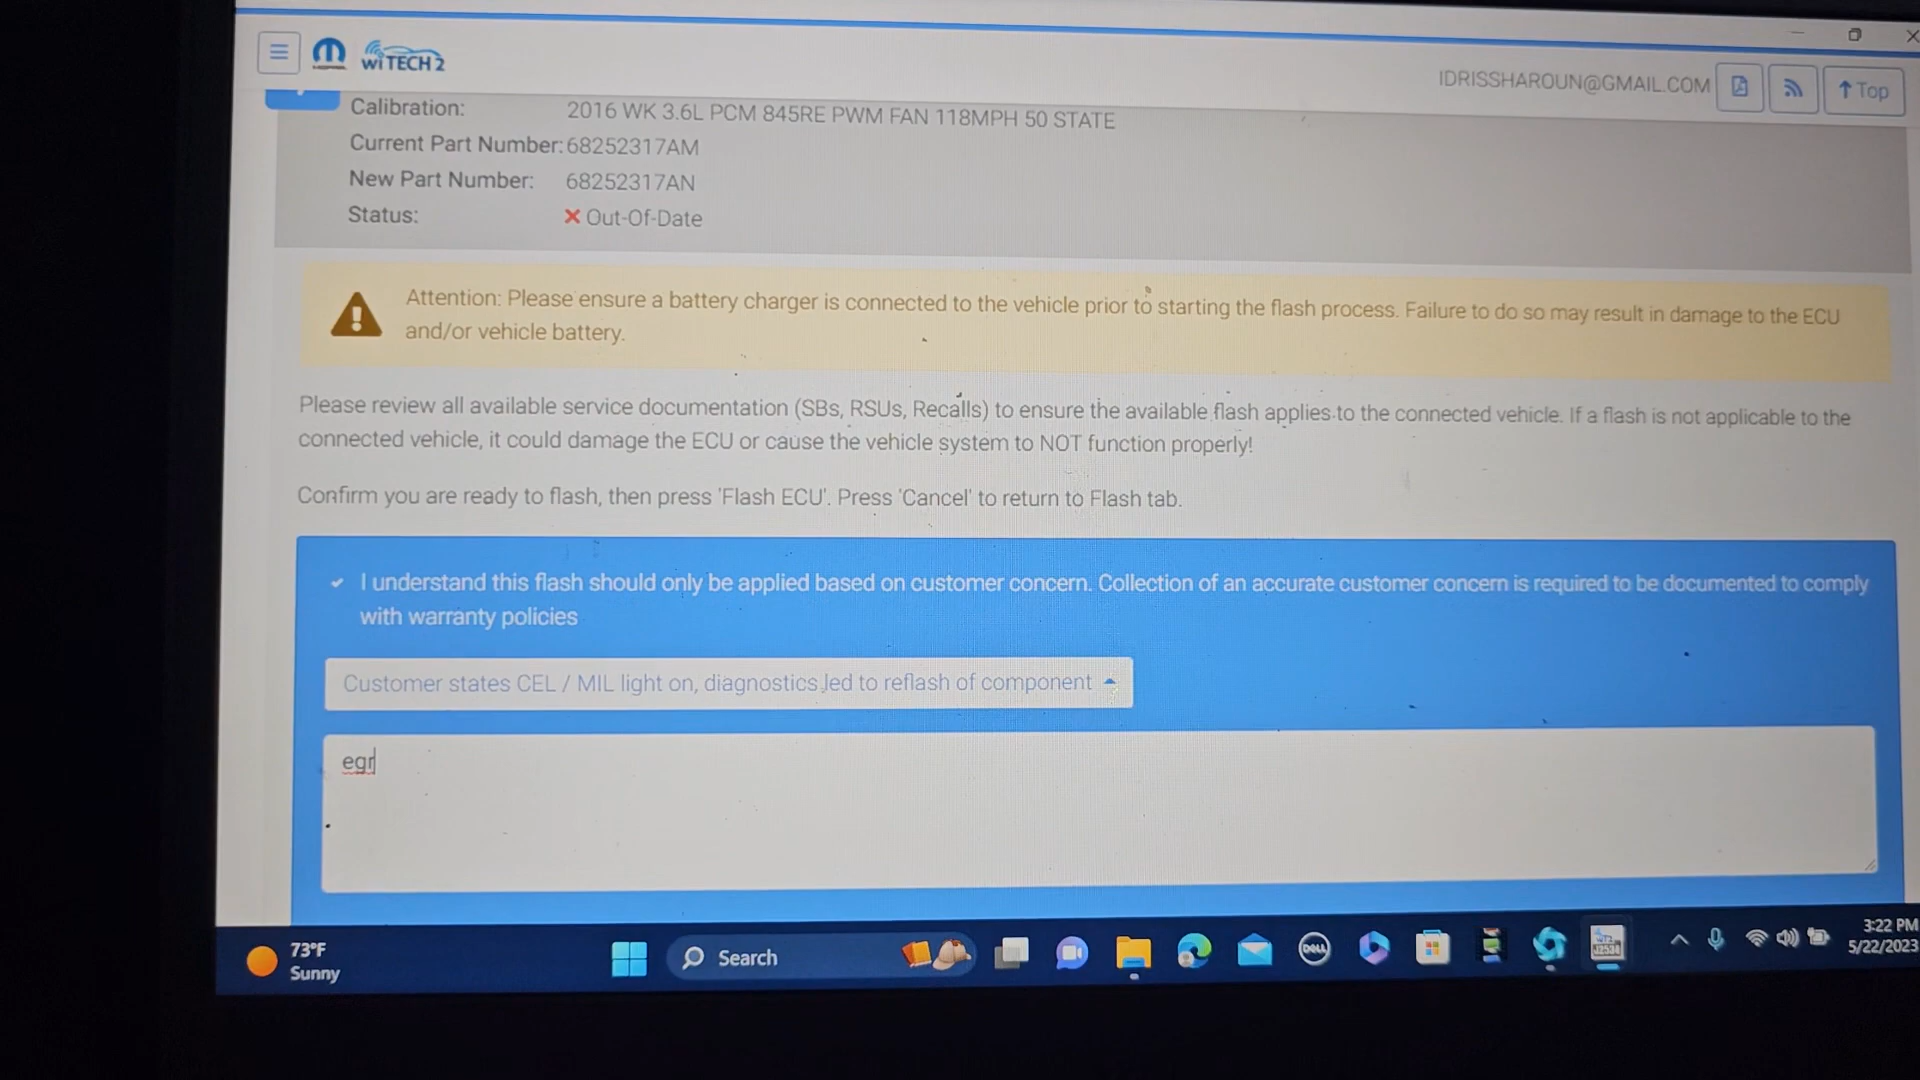 wiTECH 2
IDRISSHAROUN@GMAIL.COM
Top
Calibration: 2016 WK 3.6L PCM 845RE PWM FAN 118MPH 50 STATE
Current Part Number: 68252317AM
New Part Number: 68252317AN
Status: Out-Of-Date
Attention: Please ensure a battery charger is connected to the vehicle prior to starting the flash process. Failure to do so may result in damage to the ECU
and/or vehicle battery.
Please review all available service documentation (SBs, RSUs, Recalls) to ensure the available flash applies to the connected vehicle. If a flash is not applicable to the
connected vehicle, it could damage the ECU or cause the vehicle system to NOT function properly!
Confirm you are ready to flash, then press 'Flash ECU'. Press 'Cancel' to return to Flash tab.
I understand this flash should only be applied based on customer concern. Collection of an accurate customer concern is required to be documented to comply
with warranty policies
Customer states CEL / MIL light on, diagnostics led to reflash of component
egr
73°F
Sunny
Search
DELL
3:22 PM
5/22/2023